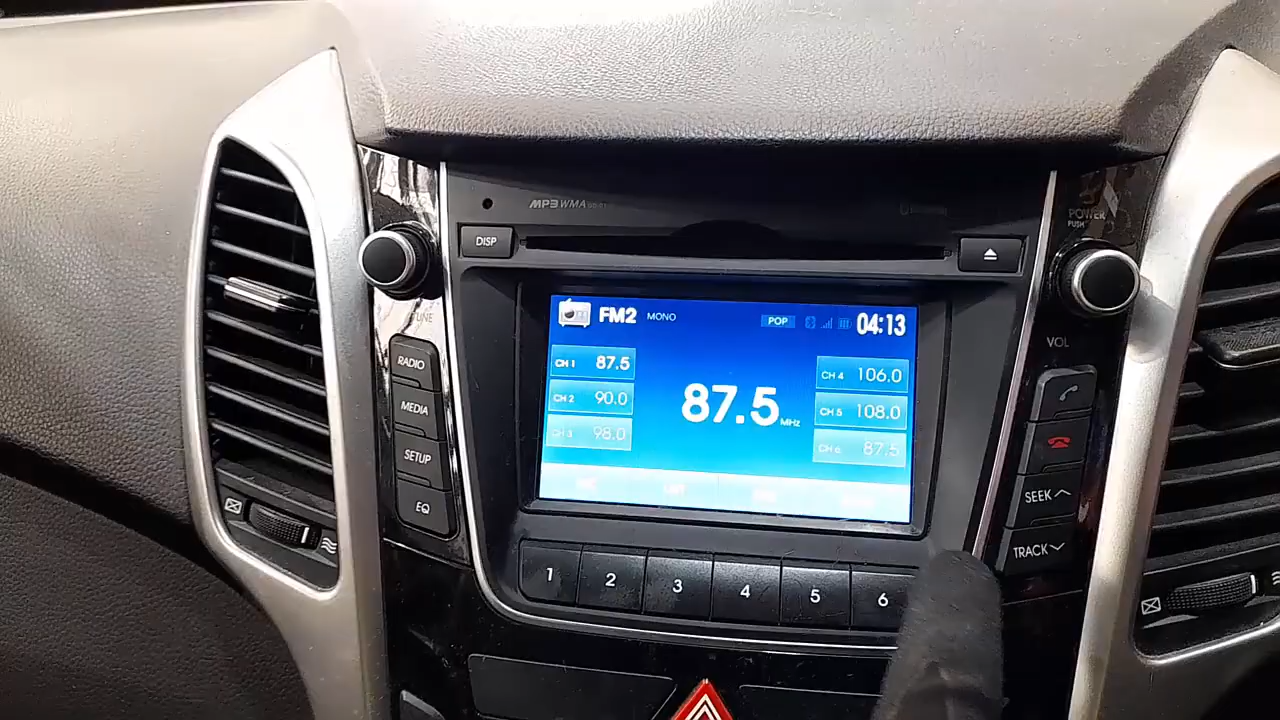 MP3 WMA
POWER
PUSH
DISP
TUNE
VOL
FM2 MONO POP 04:13
CH 1 87.5
CH 2 90.0
CH 3 98.0
87.5 MHz
CH 4 106.0
CH 5 108.0
CH 6 87.5
RADIO
MEDIA
SETUP
EQ
SEEK
TRACK
1 2 3 4 5 6